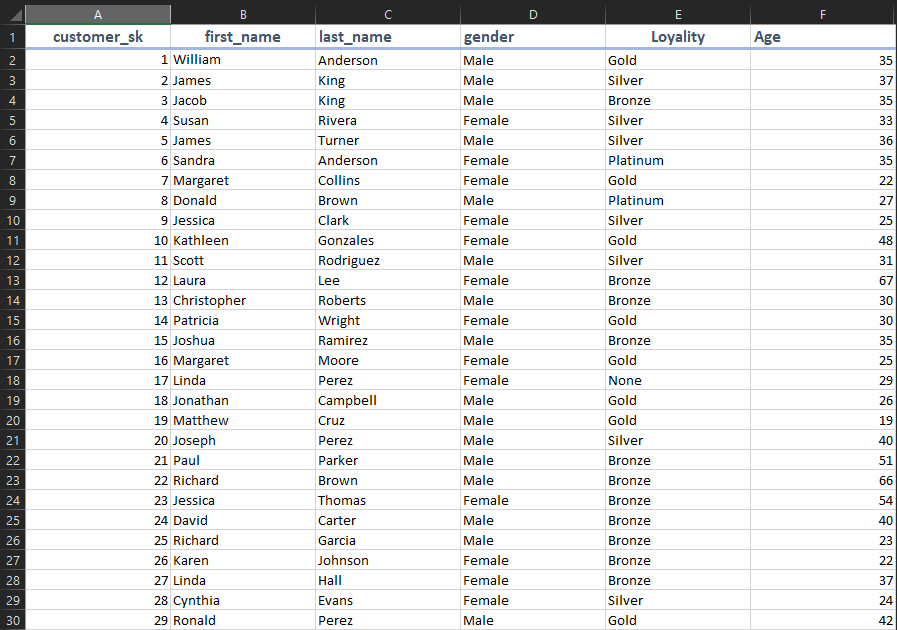 A B C D E F
1 customer_sk first_name last_name gender Loyality Age
2 1 William Anderson Male Gold 35
3 2 James King Male Silver 37
4 3 Jacob King Male Bronze 35
5 4 Susan Rivera Female Silver 33
6 5 James Turner Male Silver 36
7 6 Sandra Anderson Female Platinum 35
8 7 Margaret Collins Female Gold 22
9 8 Donald Brown Male Platinum 27
10 9 Jessica Clark Female Silver 25
11 10 Kathleen Gonzales Female Gold 48
12 11 Scott Rodriguez Male Silver 31
13 12 Laura Lee Female Bronze 67
14 13 Christopher Roberts Male Bronze 30
15 14 Patricia Wright Female Gold 30
16 15 Joshua Ramirez Male Bronze 35
17 16 Margaret Moore Female Gold 25
18 17 Linda Perez Female None 29
19 18 Jonathan Campbell Male Gold 26
20 19 Matthew Cruz Male Gold 19
21 20 Joseph Perez Male Silver 40
22 21 Paul Parker Male Bronze 51
23 22 Richard Brown Male Bronze 66
24 23 Jessica Thomas Female Bronze 54
25 24 David Carter Male Bronze 40
26 25 Richard Garcia Male Bronze 23
27 26 Karen Johnson Female Bronze 22
28 27 Linda Hall Female Bronze 37
29 28 Cynthia Evans Female Silver 24
30 29 Ronald Perez Male Gold 42